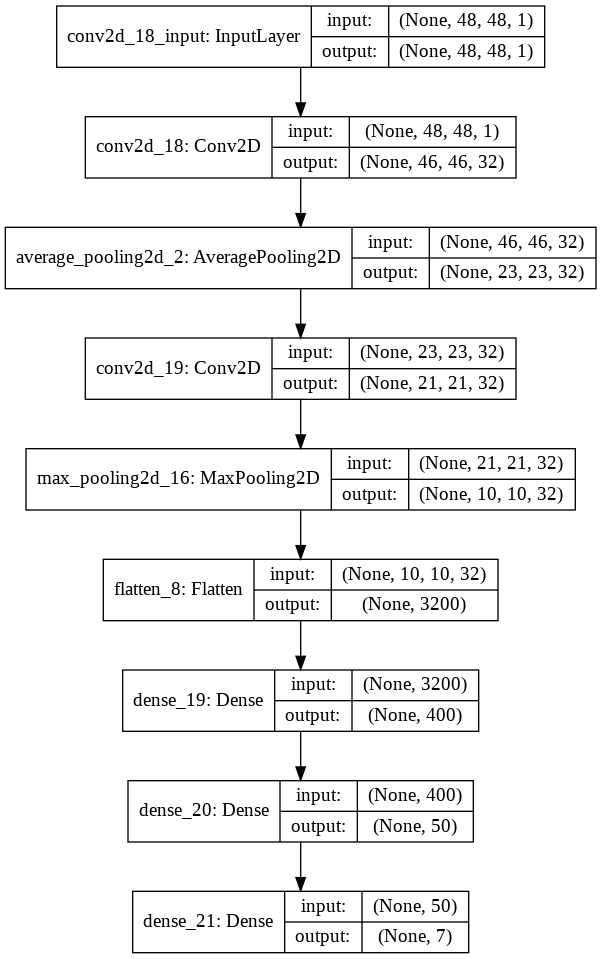 conv2d_18_input: InputLayer
input: (None, 48, 48, 1)
output: (None, 48, 48, 1)
conv2d_18: Conv2D
input: (None, 48, 48, 1)
output: (None, 46, 46, 32)
average_pooling2d_2: AveragePooling2D
input: (None, 46, 46, 32)
output: (None, 23, 23, 32)
conv2d_19: Conv2D
input: (None, 23, 23, 32)
output: (None, 21, 21, 32)
max_pooling2d_16: MaxPooling2D
input: (None, 21, 21, 32)
output: (None, 10, 10, 32)
flatten_8: Flatten
input: (None, 10, 10, 32)
output: (None, 3200)
dense_19: Dense
input: (None, 3200)
output: (None, 400)
dense_20: Dense
input: (None, 400)
output: (None, 50)
dense_21: Dense
input: (None, 50)
output: (None, 7)